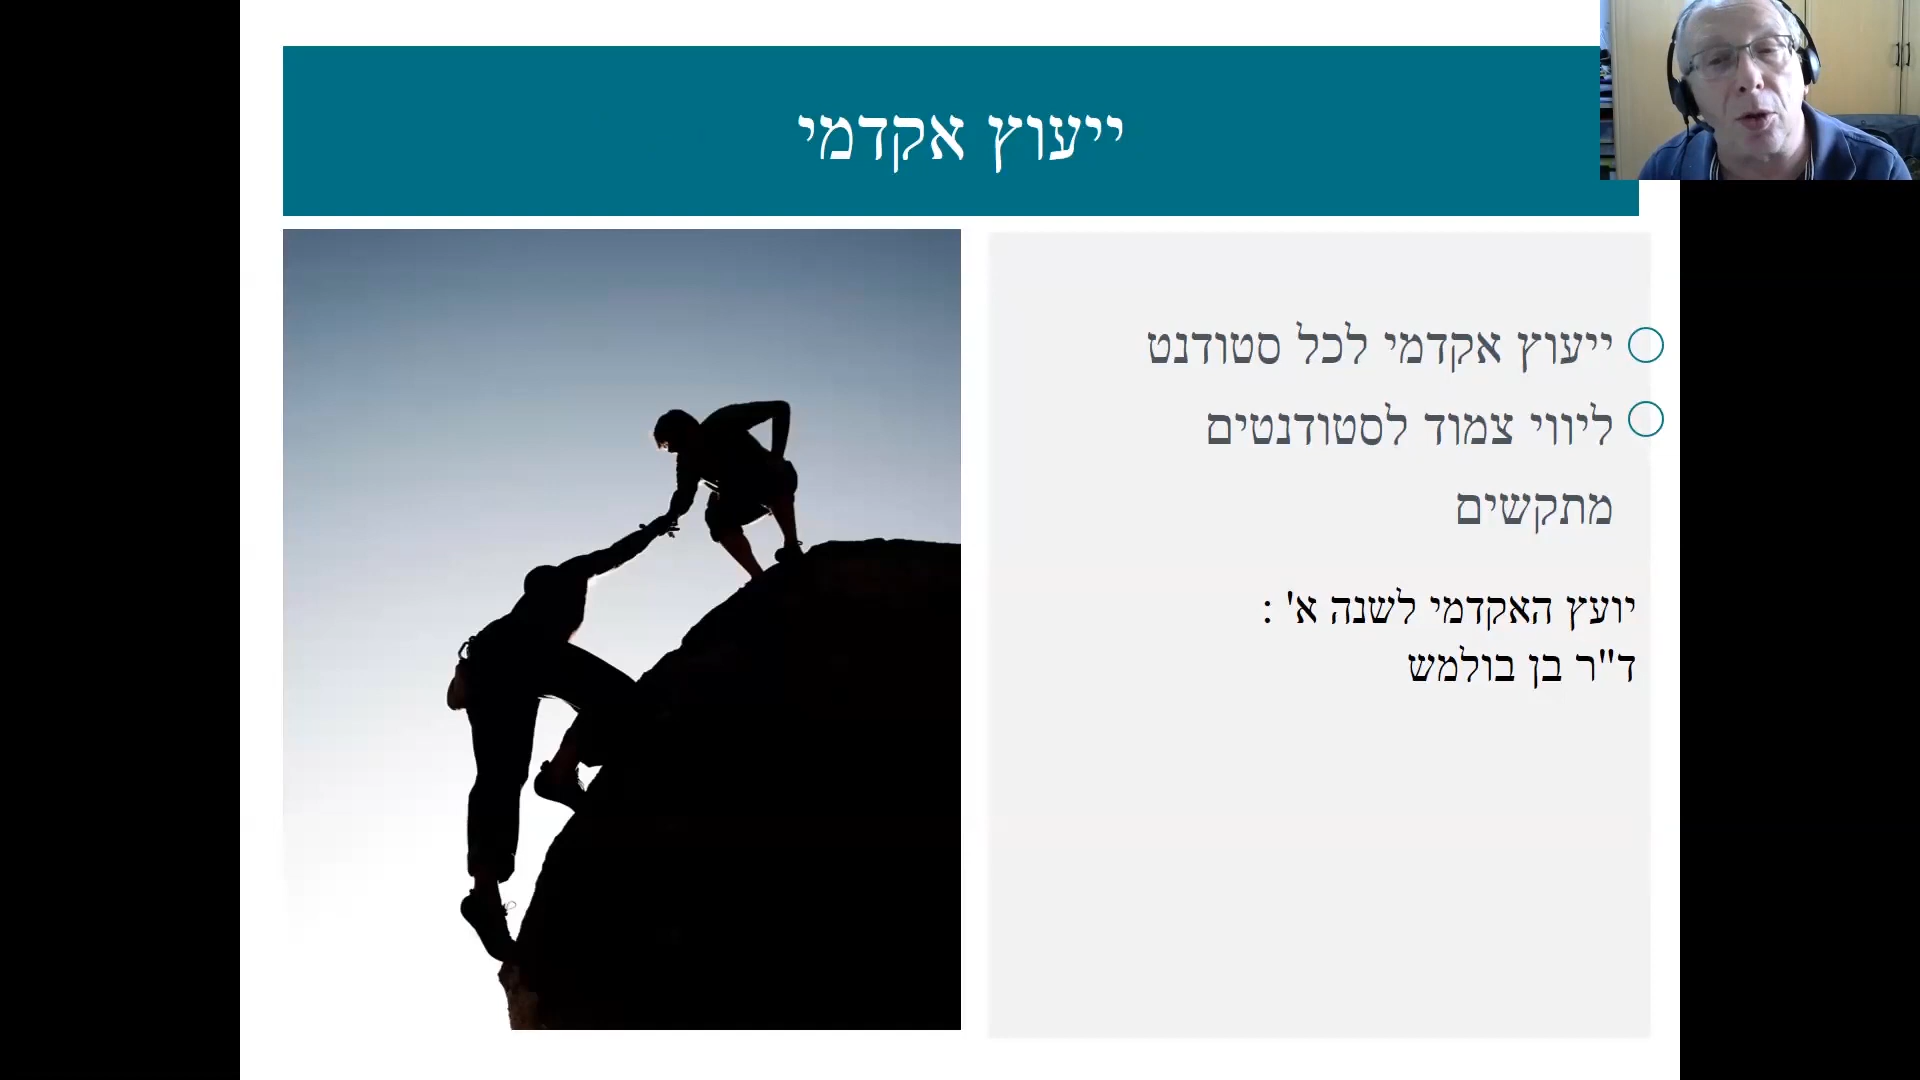 ייעוץ אקדמי
ייעוץ אקדמי לכל סטודנט
ליווי צמוד לסטודנטים
מתקשים
יועץ האקדמי לשנה א' :
ד"ר בן בולמש